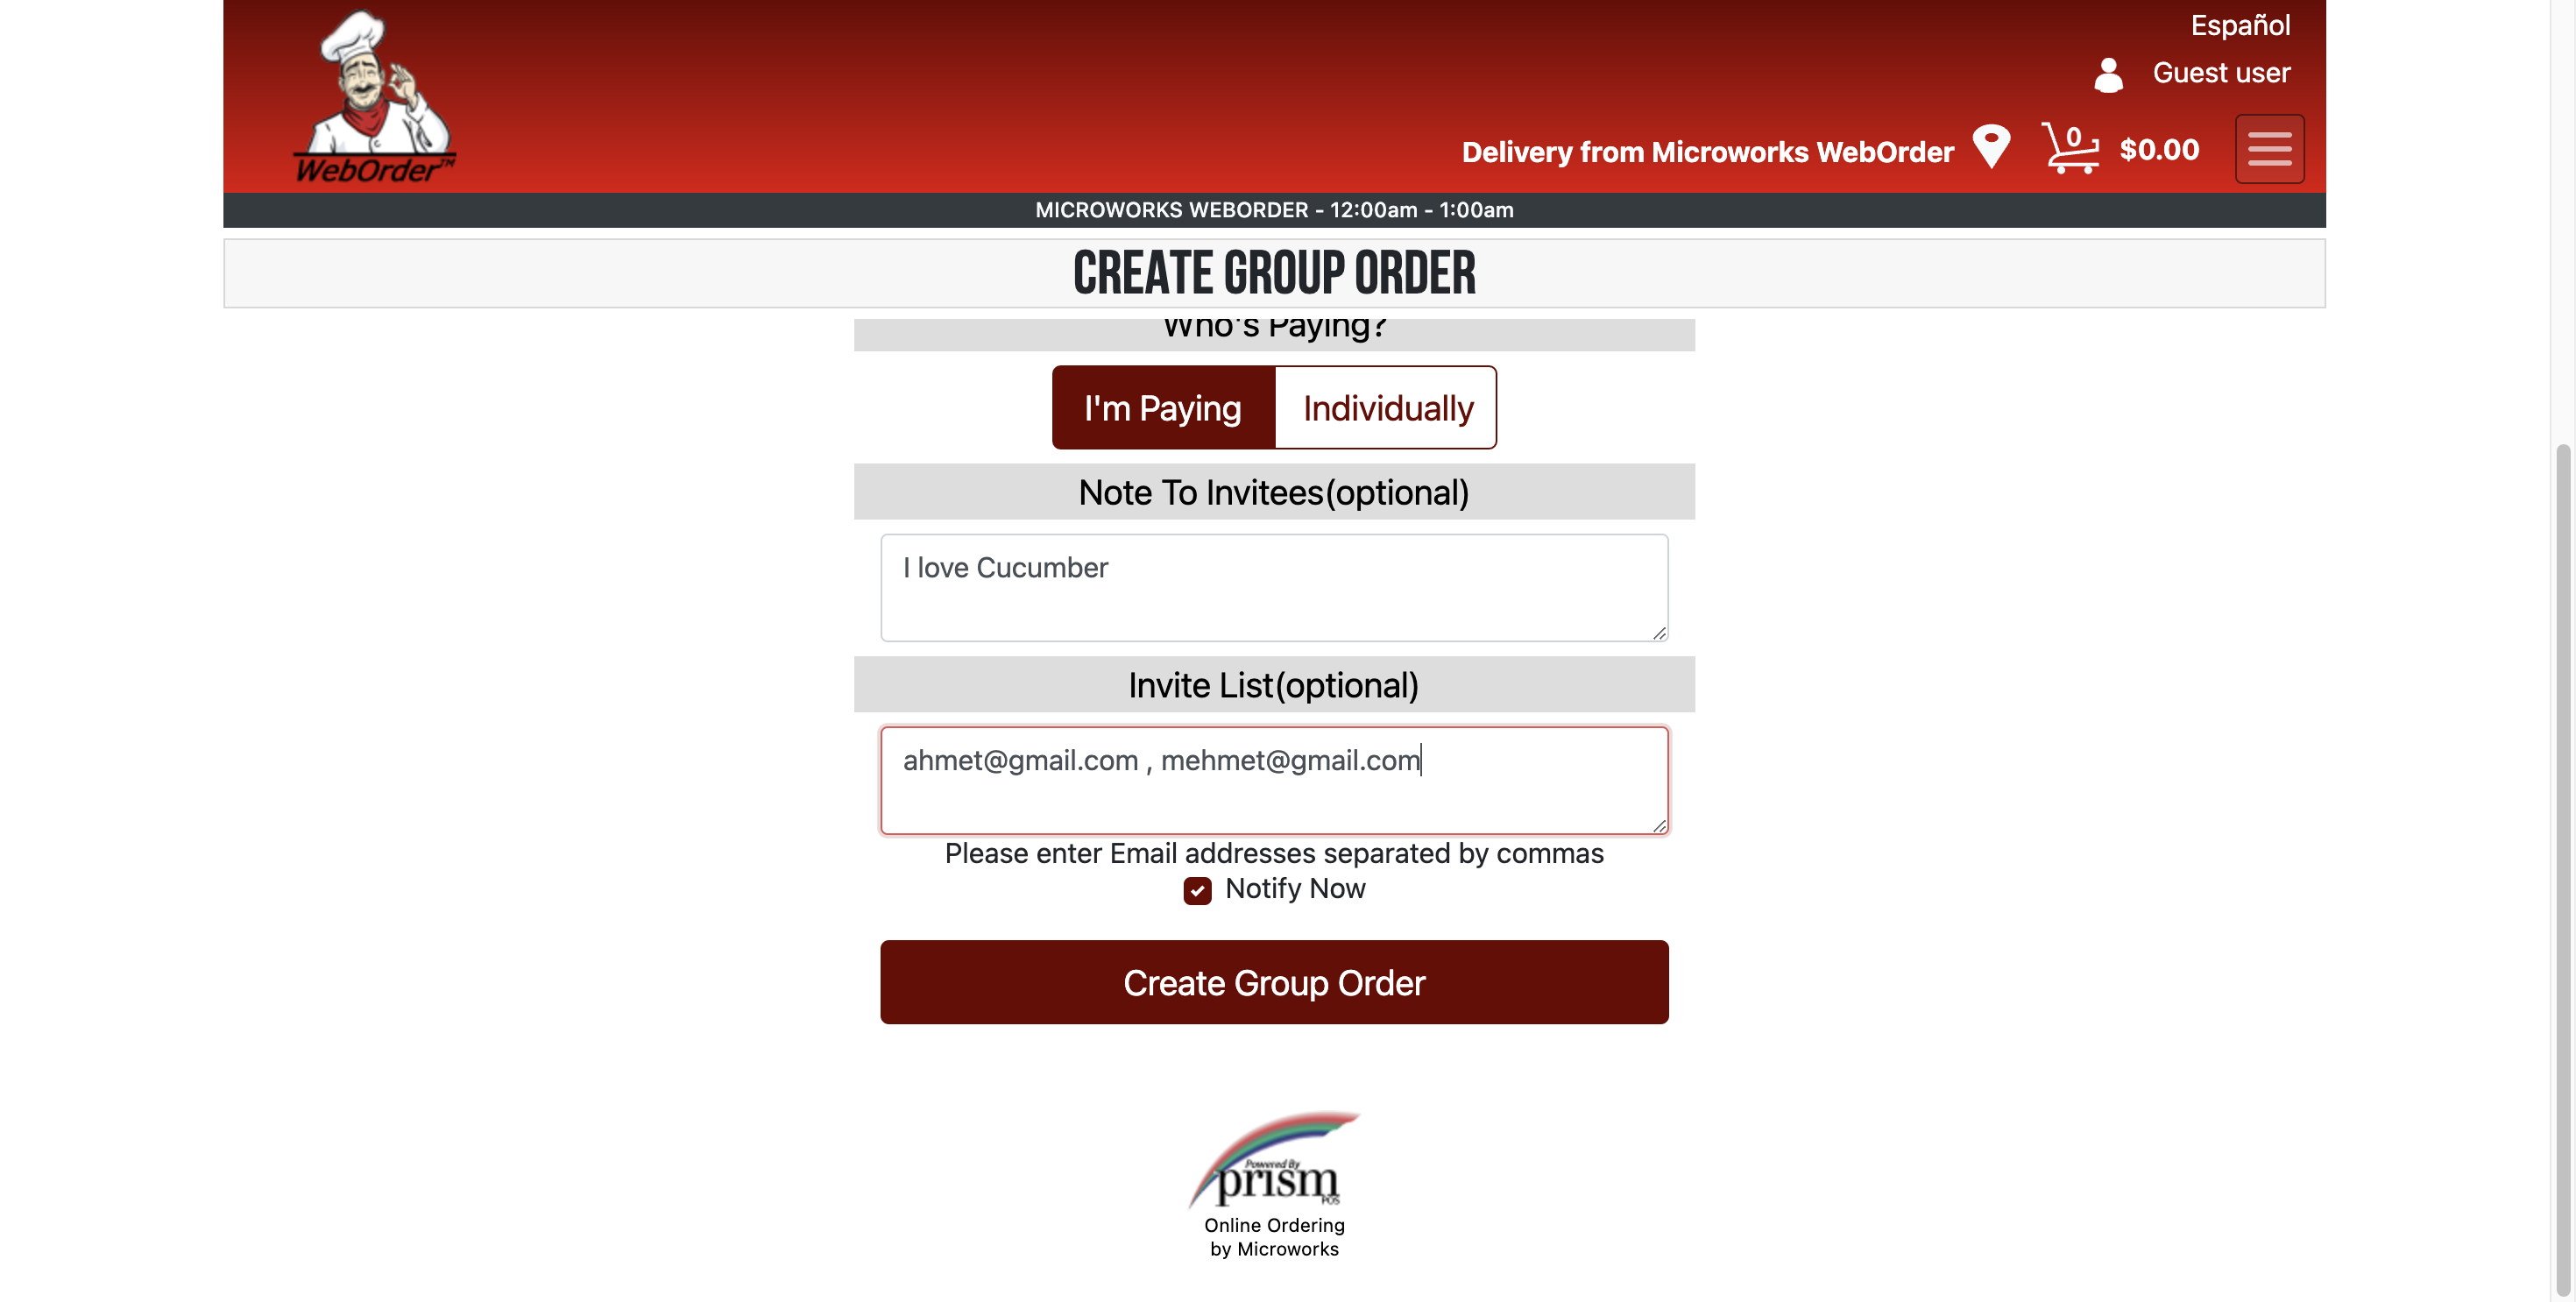 Español
Guest user
WebOrder™
Delivery from Microworks WebOrder 0 $0.00
MICROWORKS WEBORDER - 12:00am - 1:00am
CREATE GROUP ORDER
Who's Paying?
I'm Paying Individually
Note To Invitees(optional)
I love Cucumber
Invite List(optional)
ahmet@gmail.com , mehmet@gmail.com
Please enter Email addresses separated by commas
Notify Now
Create Group Order
Powered By
prism
POS
Online Ordering
by Microworks